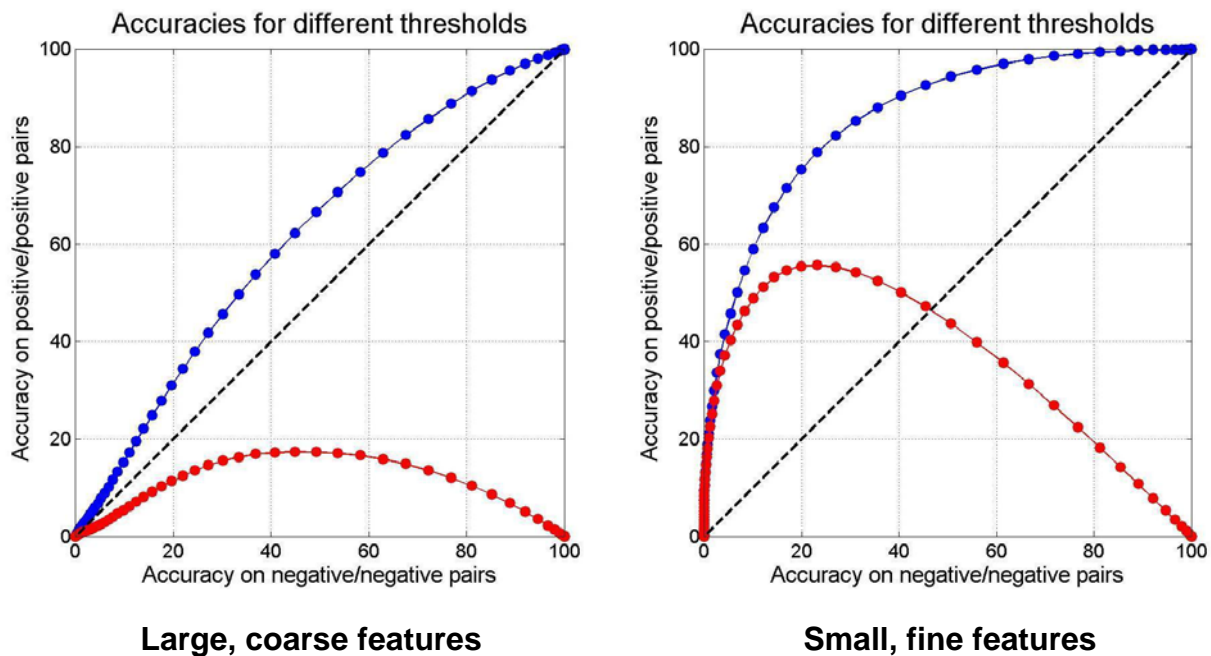 Accuracies for different thresholds
Accuracy on positive/positive pairs
100
80
60
40
20
0
0 20 40 60 80 100
Accuracy on negative/negative pairs
Large, coarse features
Accuracies for different thresholds
Accuracy on positive/positive pairs
100
80
60
40
20
0
0 20 40 60 80 100
Accuracy on negative/negative pairs
Small, fine features